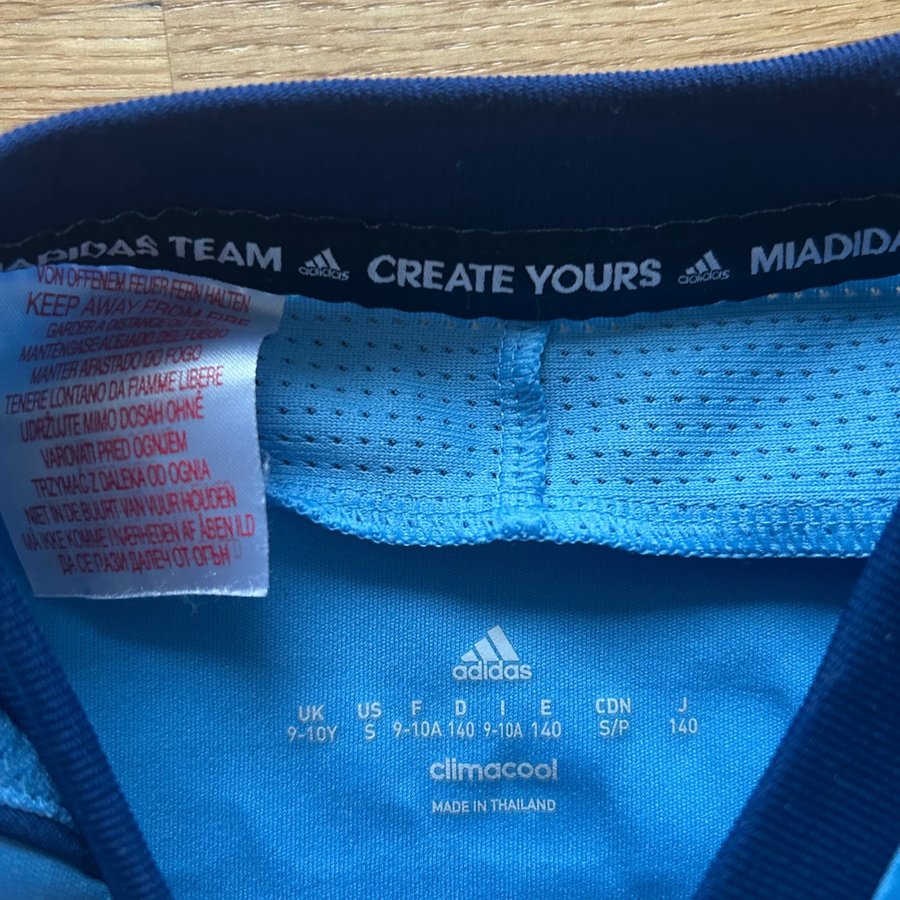 ADIDAS TEAM adidas CREATE YOURS adidas MIADIDA
VON OFFENEM FEUER FERN HALTEN
KEEP AWAY FROM FIRE
GARDER A DISTANCE DU FEU
MANTENGASE ALEJADO DEL FUEGO
MANTER AFASTADO DO FOGO
TENERE LONTANO DA FIAMME LIBERE
UDRŽUJTE MIMO DOSAH OHNĚ
VAROVATI PRED OGNJEM
TRZYMAĆ Z DALEKA OD OGNIA
NIET IN DE BUURT VAN VUUR HOUDEN
MÅ IKKE KOMME I NÆRHEDEN AF ÅBEN ILD
ДА СЕ ПАЗИ ДАЛЕЧ ОТ ОГЪН
adidas
UK US F D I E CDN J
9-10Y S 9-10A 140 9-10A 140 S/P 140
climacool
MADE IN THAILAND